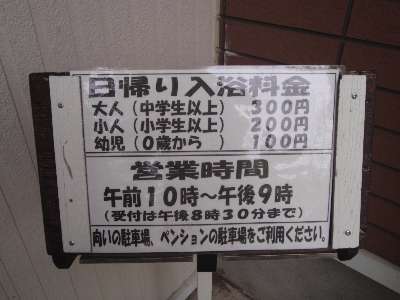 日帰り入浴料金
大人（中学生以上） 300円
小人（小学生以上） 200円
幼児（0歳から　） 100円
営業時間
午前10時～午後9時
（受付は午後8時30分まで）
向いの駐車場、ペンションの駐車場をご利用ください。